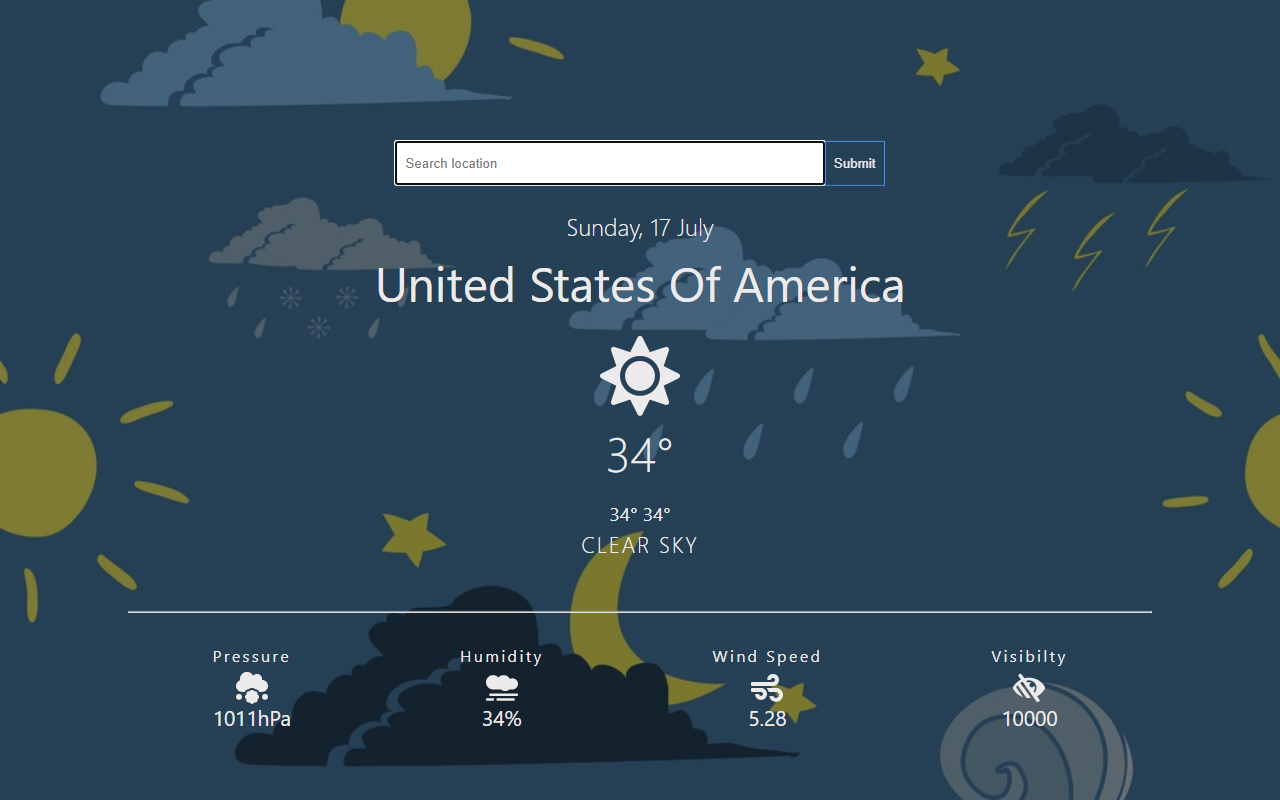 Search location
Submit
Sunday, 17 July
United States Of America
34°
34° 34°
CLEAR SKY
Pressure
Humidity
Wind Speed
Visibilty
1011hPa
34%
5.28
10000